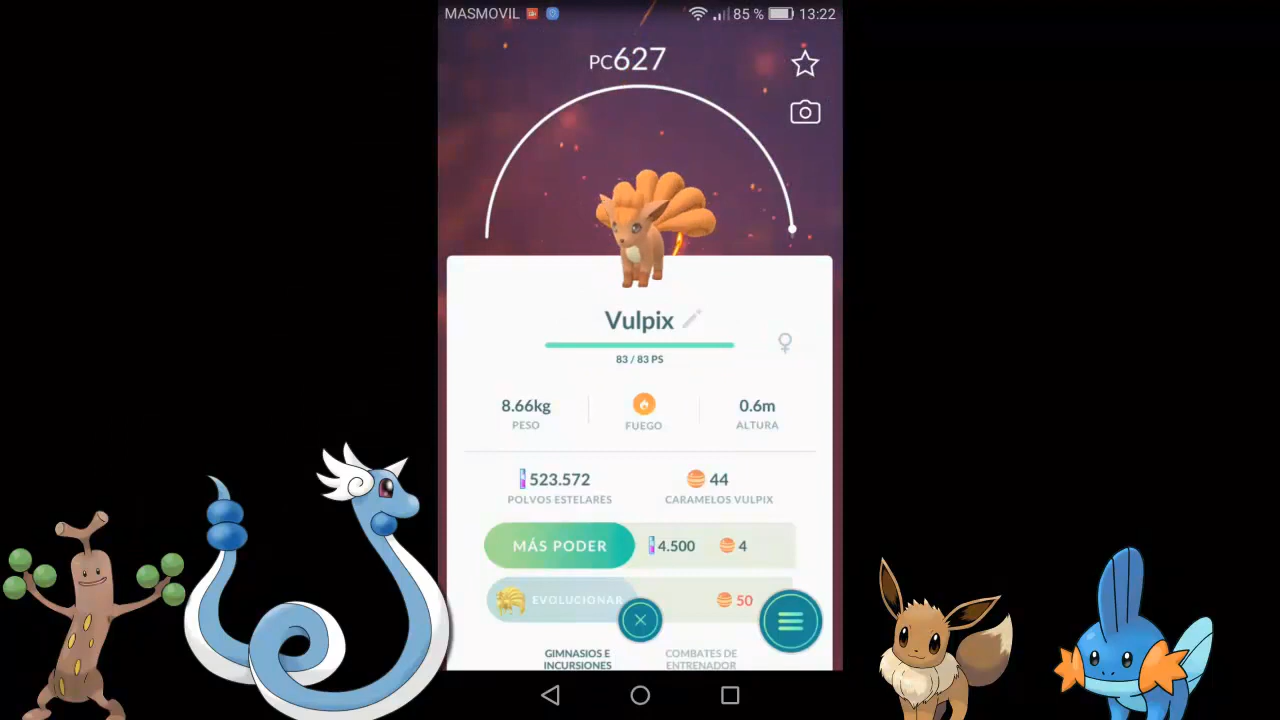 MASMOVIL 85 % 13:22
PC627
Vulpix
83 / 83 PS
8.66kg 0.6m
PESO FUEGO ALTURA
523.572 44
POLVOS ESTELARES CARAMELOS VULPIX
MÁS PODER 4.500 4
EVOLUCIONAR 50
GIMNASIOS E COMBATES DE
INCURSIONES ENTRENADOR